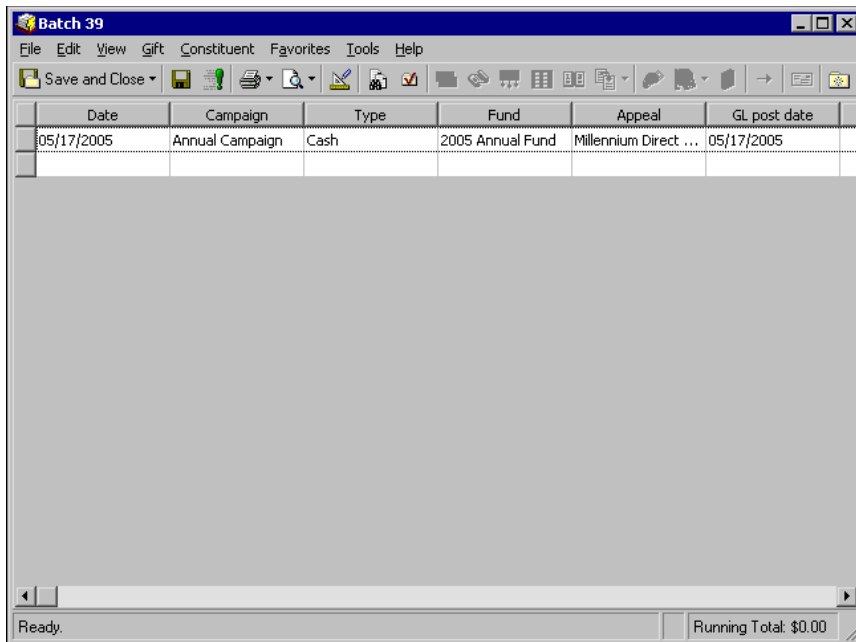 Batch 39
File Edit View Gift Constituent Favorites Tools Help
Save and Close
Date Campaign Type Fund Appeal GL post date
05/17/2005 Annual Campaign Cash 2005 Annual Fund Millennium Direct ... 05/17/2005
Ready. Running Total: $0.00